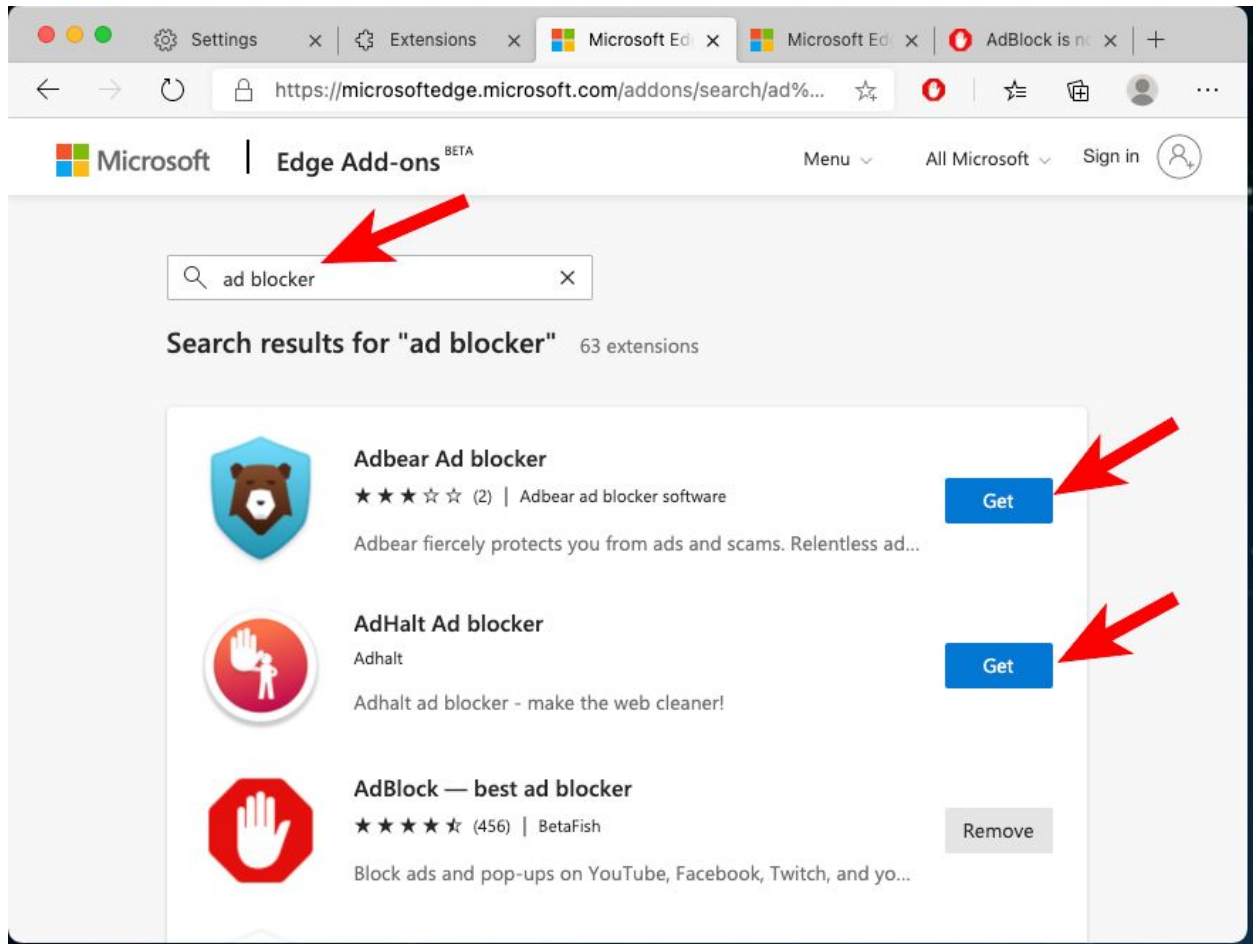 Settings
Extensions
Microsoft Ed
Microsoft Ed
AdBlock is n
https://microsoftedge.microsoft.com/addons/search/ad%...
Microsoft
Edge Add-ons BETA
Menu
All Microsoft
Sign in
ad blocker
Search results for "ad blocker" 63 extensions
Adbear Ad blocker
(2) | Adbear ad blocker software
Get
Adbear fiercely protects you from ads and scams. Relentless ad...
AdHalt Ad blocker
Adhalt
Get
Adhalt ad blocker - make the web cleaner!
AdBlock — best ad blocker
(456) | BetaFish
Remove
Block ads and pop-ups on YouTube, Facebook, Twitch, and yo...